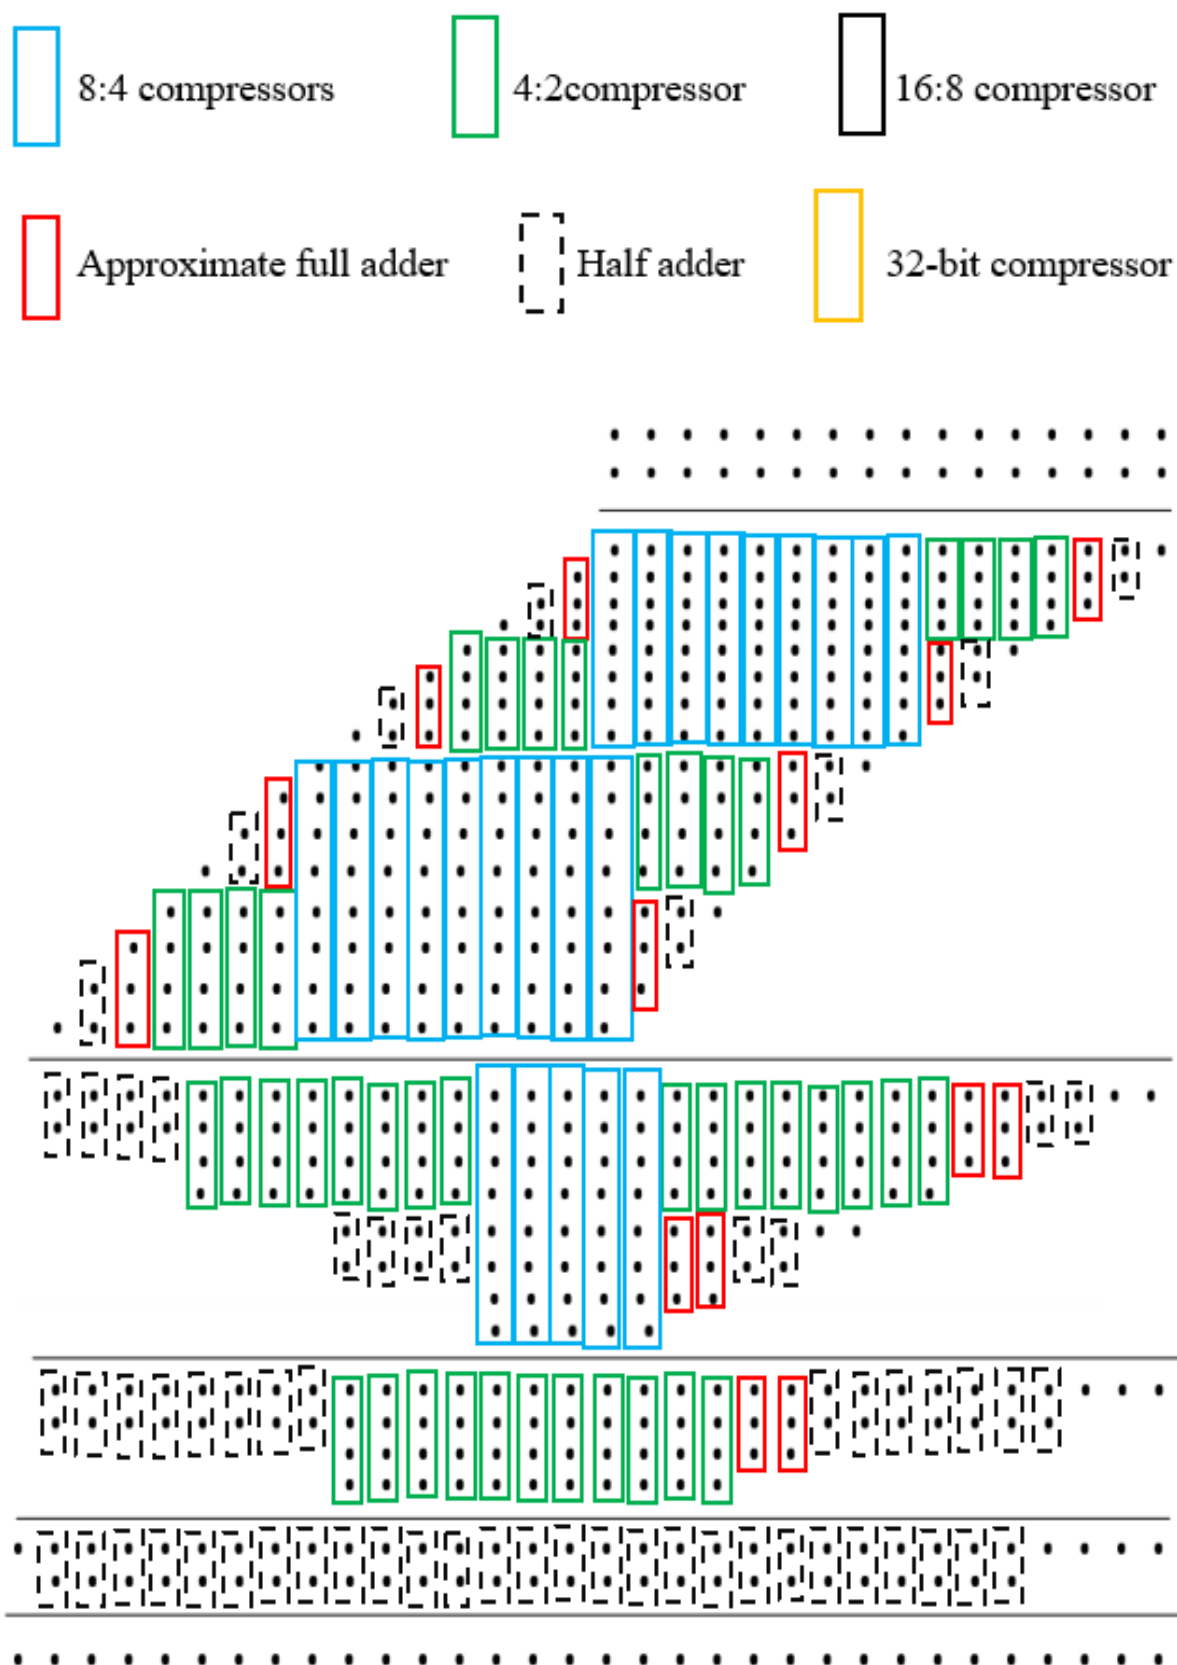 8:4 compressors 4:2compressor 16:8 compressor
Approximate full adder Half adder 32-bit compressor